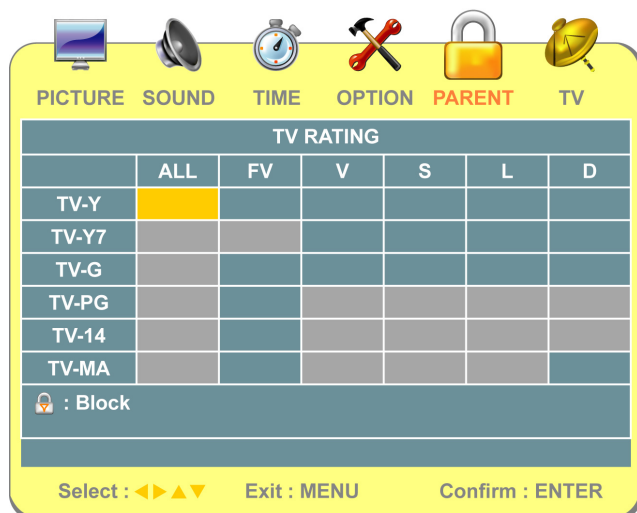 PICTURE SOUND TIME OPTION PARENT TV
TV RATING
ALL FV V S L D
TV-Y
TV-Y7
TV-G
TV-PG
TV-14
TV-MA
: Block
Select : ◀▶▲▼ Exit : MENU Confirm : ENTER